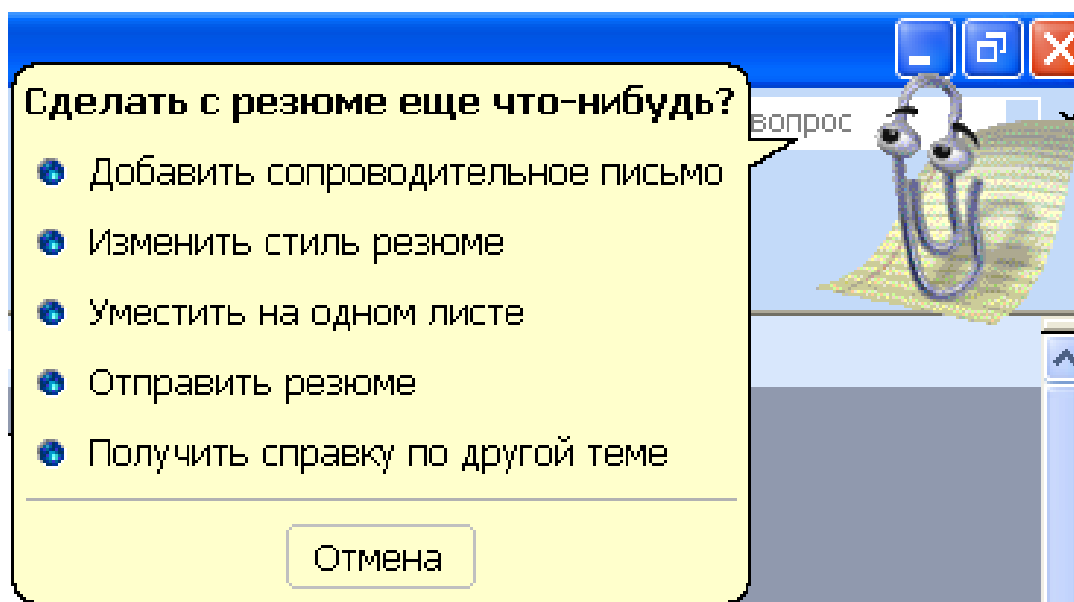 Сделать с резюме еще что-нибудь?
вопрос
Добавить сопроводительное письмо
Изменить стиль резюме
Уместить на одном листе
Отправить резюме
Получить справку по другой теме
Отмена